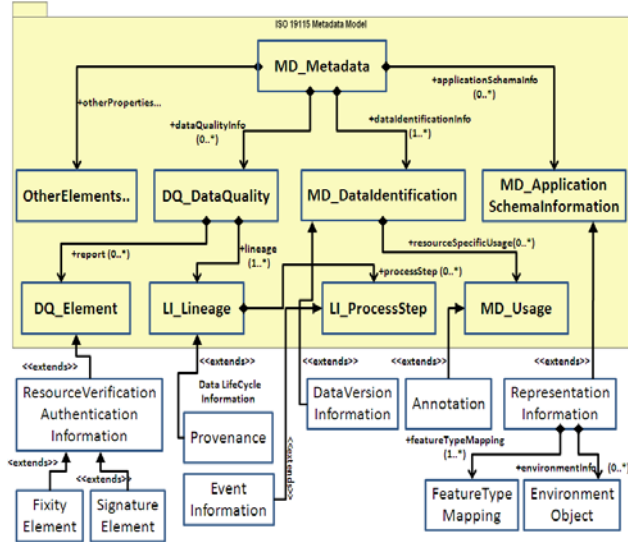 ISO 19115 Metadata Model
MD_Metadata
+applicationSchemaInfo
(0..*)
+otherProperties...
+dataQualityInfo
(0..*)
+dataIdentificationInfo
(1..*)
OtherElements..
DQ_DataQuality
MD_DataIdentification
MD_Application
SchemaInformation
+report (0..*)
+lineage
(1..*)
+resourceSpecificUsage(0..*)
+processStep (0..*)
DQ_Element
LI_Lineage
LI_ProcessStep
MD_Usage
<<extends>>
<<extends>>
<<extends>>
<<extends>>
ResourceVerification
Authentication
Information
Data LifeCycle
Information
Provenance
DataVersion
Information
Annotation
Representation
Information
<<extends>>
<extends>>
<<extends>>
+featureTypeMapping
(1..*)
+environmentInfo
(0..*)
Fixity
Element
Signature
Element
Event
Information
FeatureType
Mapping
Environment
Object